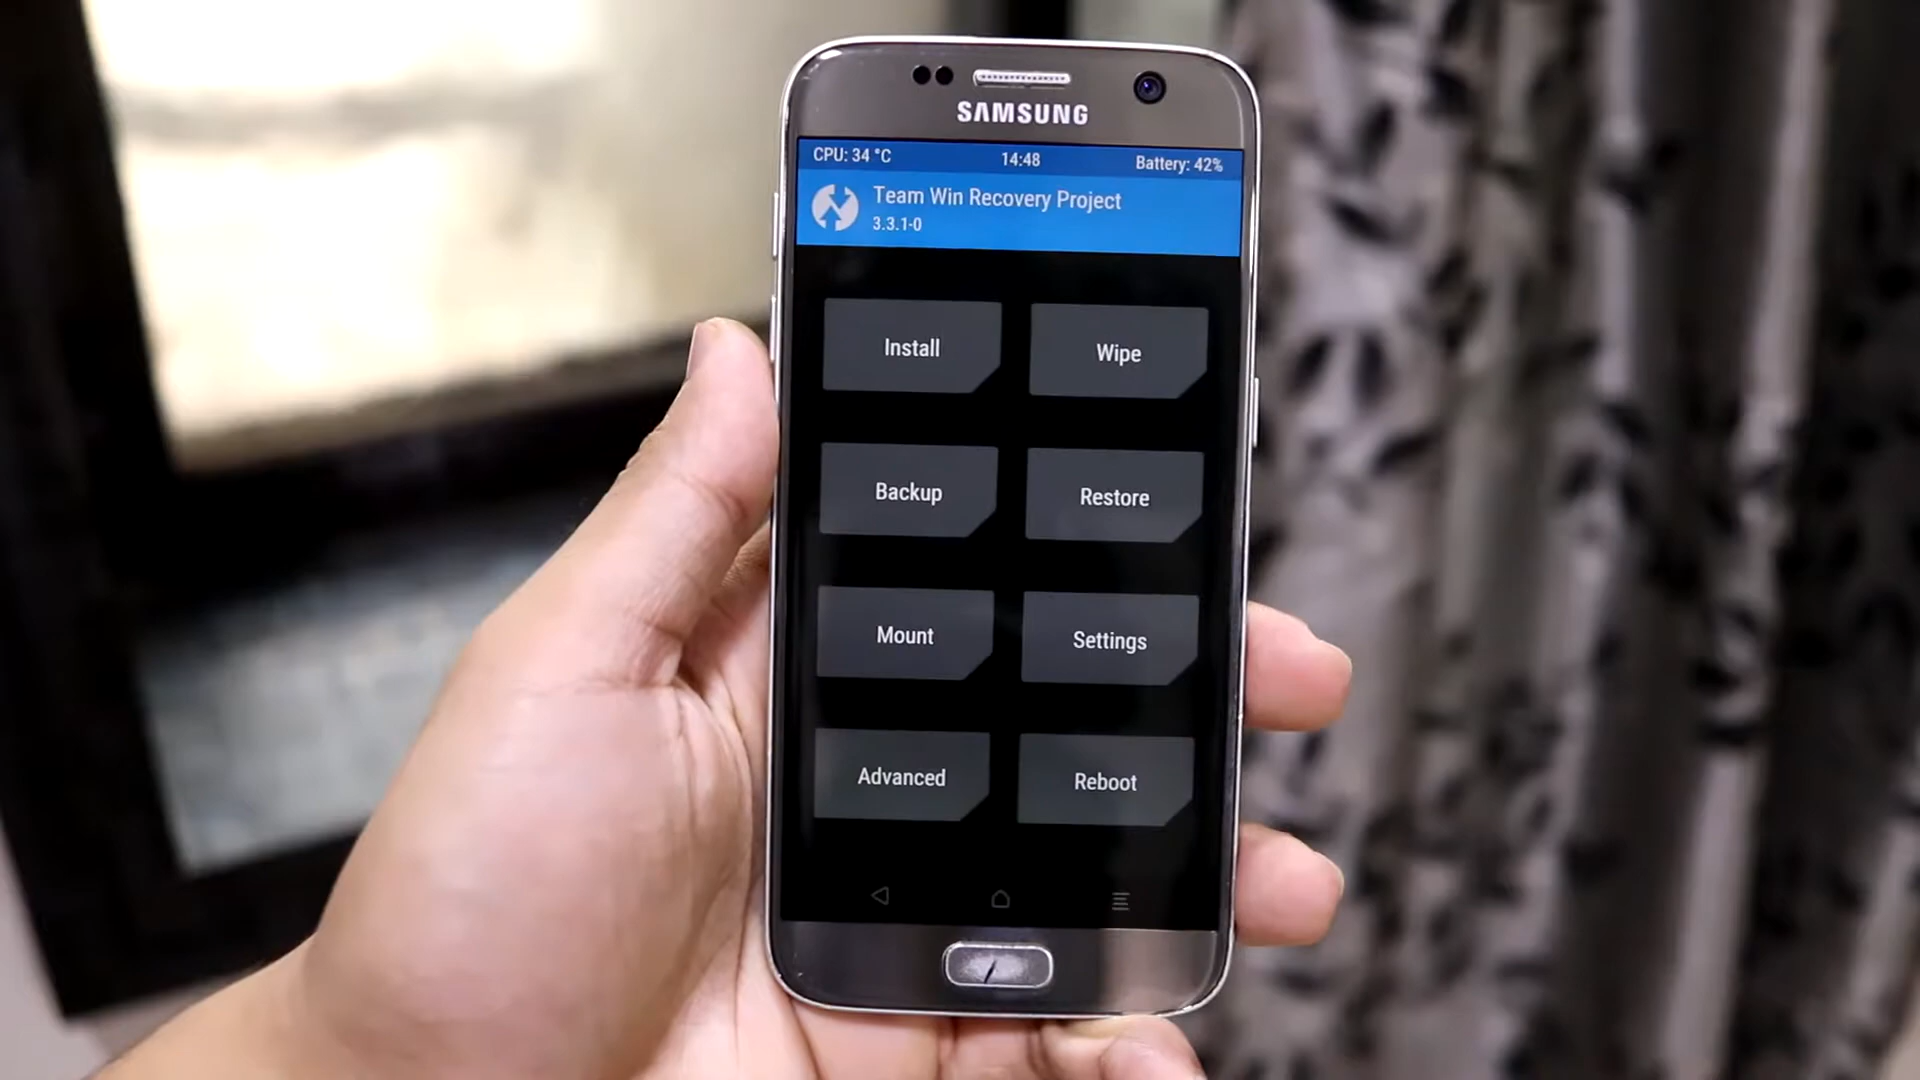 SAMSUNG
CPU: 34 °C 14:48 Battery: 42%
Team Win Recovery Project
3.3.1-0
Install Wipe
Backup Restore
Mount Settings
Advanced Reboot